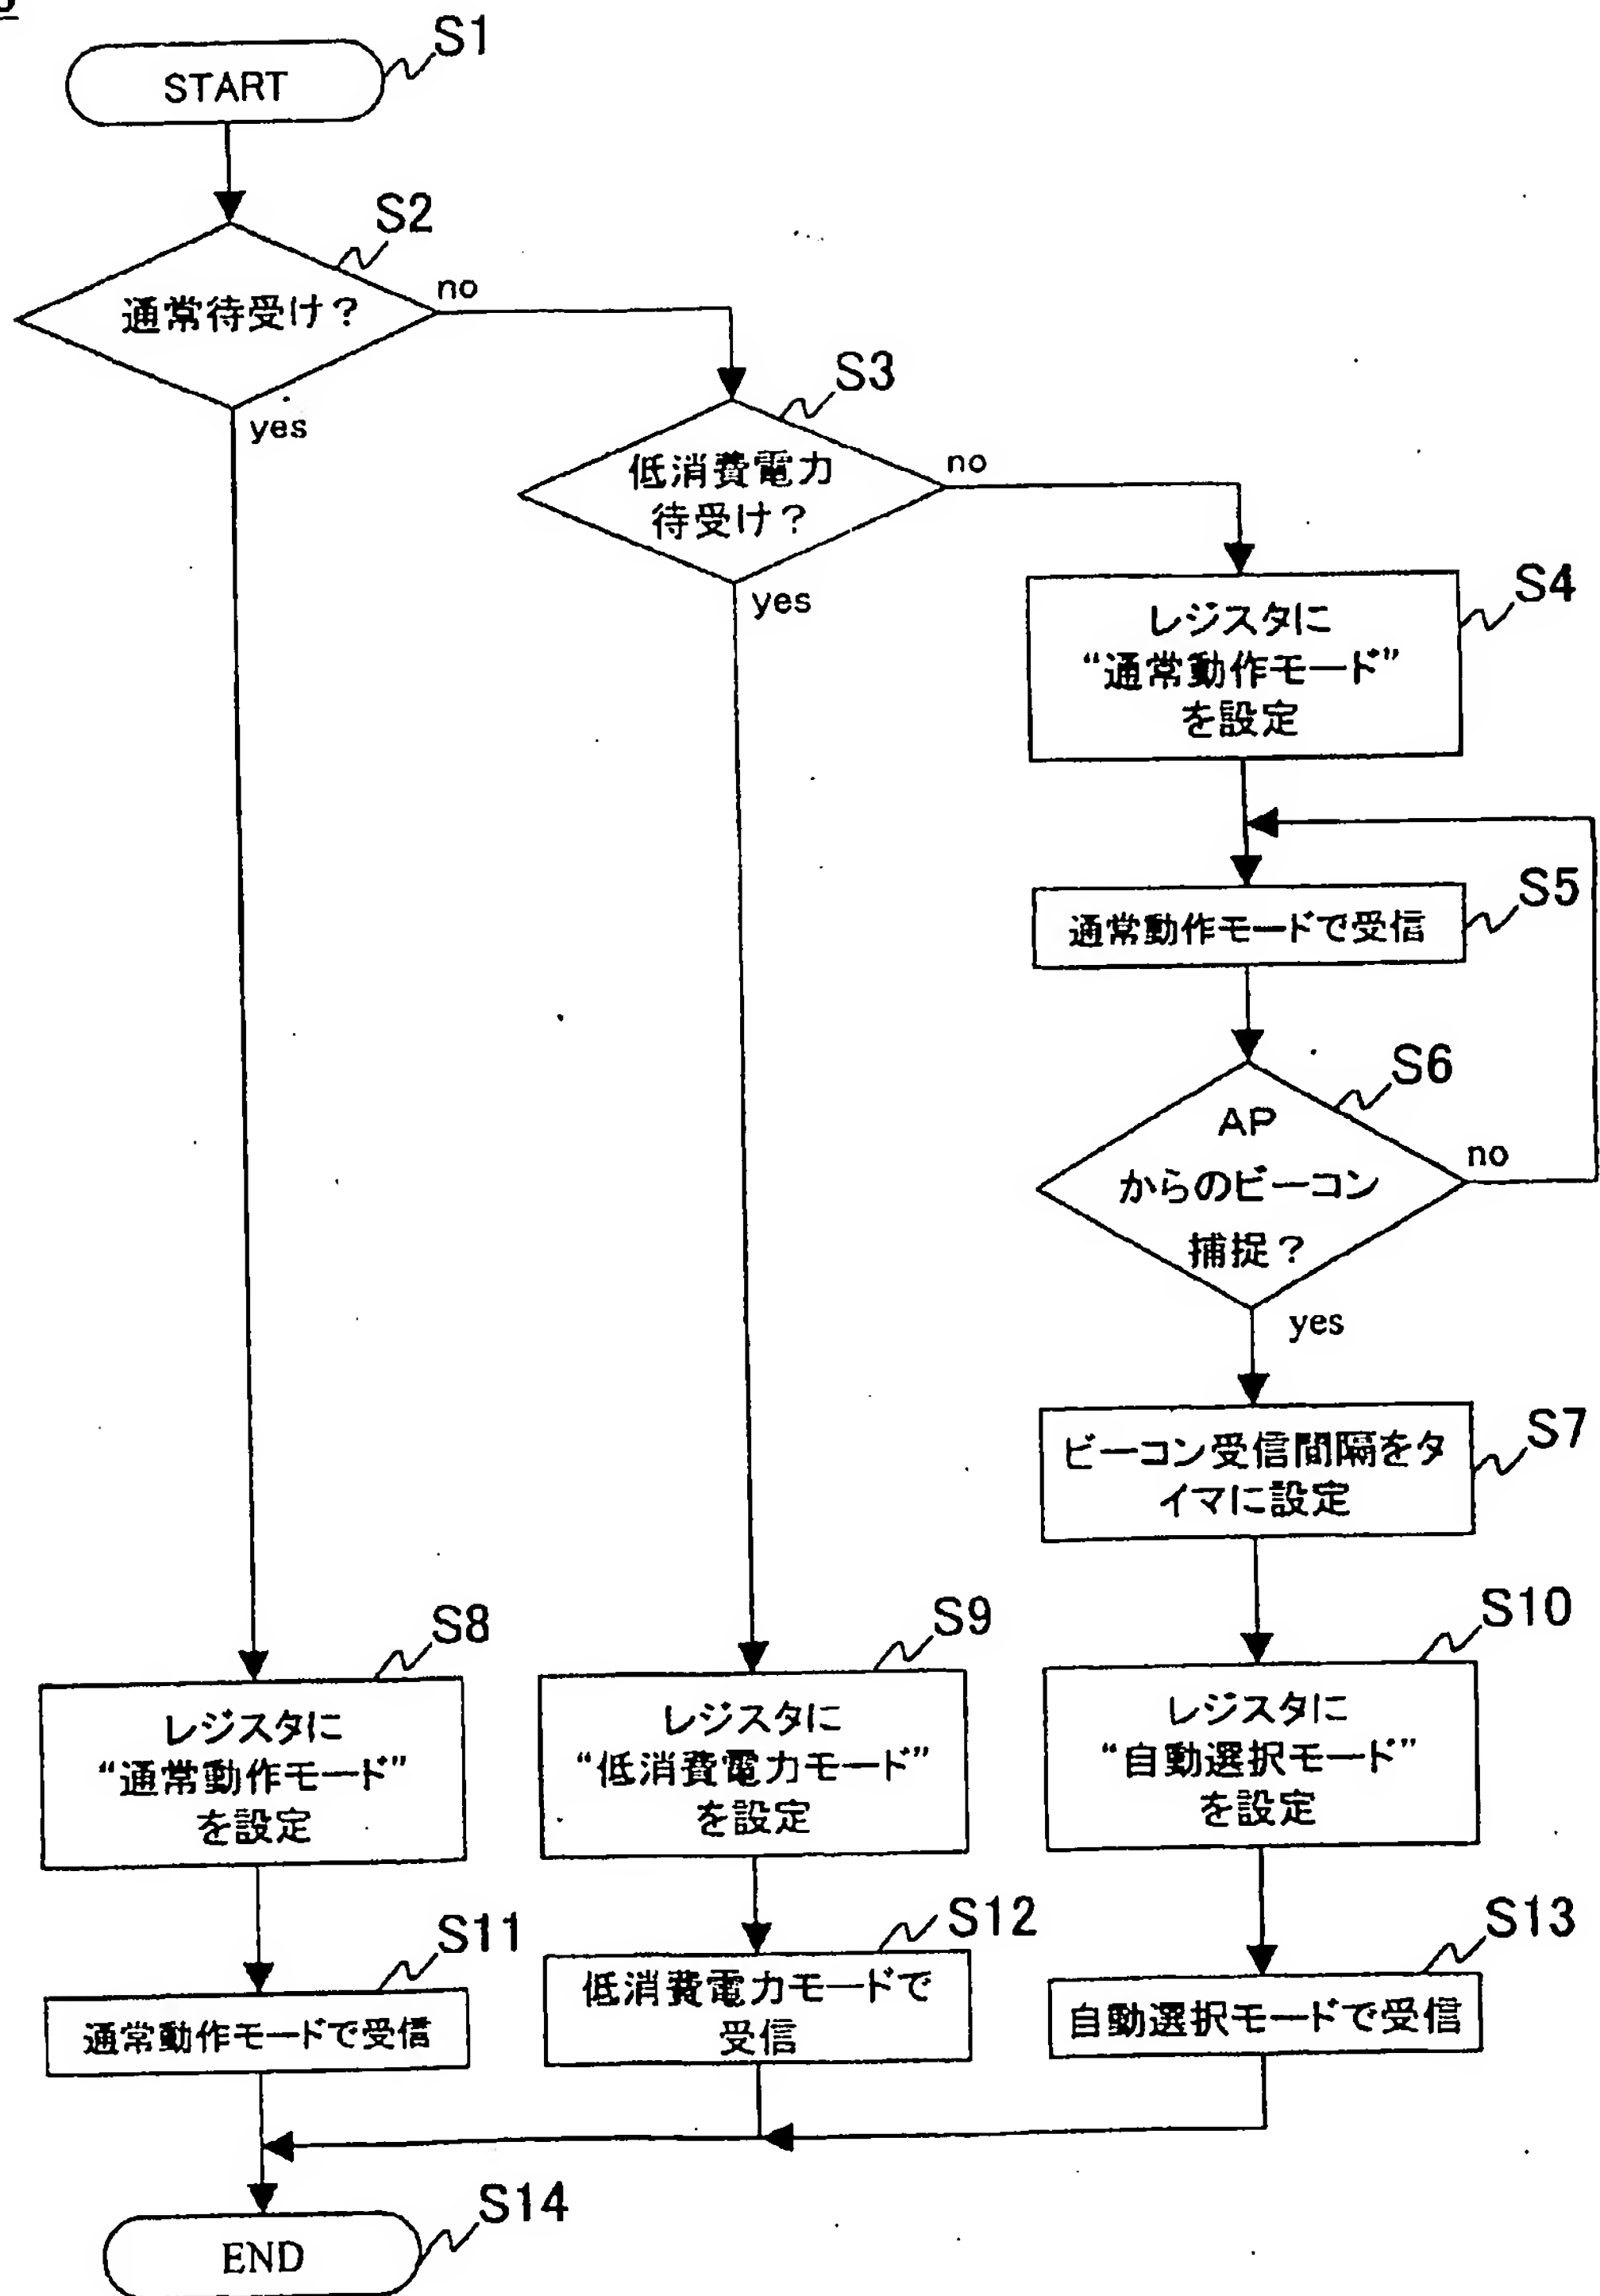 START
S1
通常待受け？
S2
no
yes
低消費電力
待受け？
S3
no
yes
レジスタに
“通常動作モード”
を設定
S4
通常動作モードで受信
S5
AP
からのビーコン
捕捉？
S6
no
yes
ビーコン受信間隔をタ
イマに設定
S7
レジスタに
“通常動作モード”
を設定
S8
レジスタに
“低消費電力モード”
を設定
S9
レジスタに
“自動選択モード”
を設定
S10
通常動作モードで受信
S11
低消費電力モードで
受信
S12
自動選択モードで受信
S13
END
S14